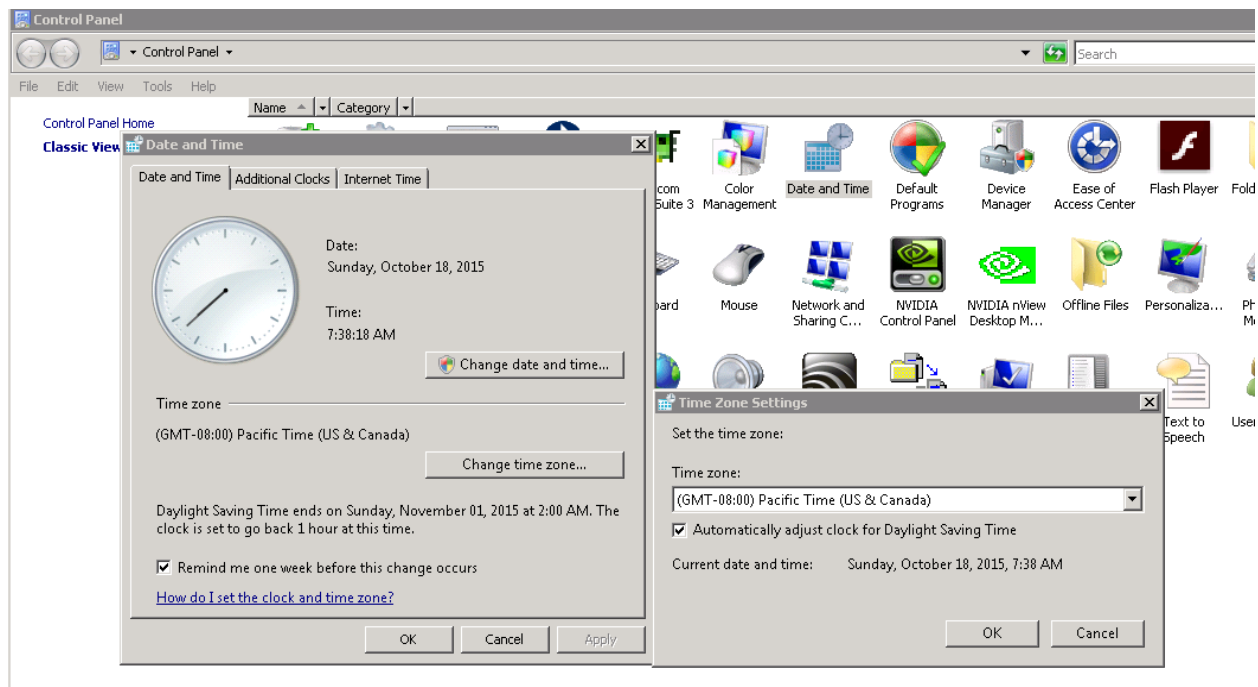 Control Panel
Control Panel
Search
File Edit View Tools Help
Name Category
Control Panel Home
Classic View
Date and Time
Date and Time Additional Clocks Internet Time
Date:
Sunday, October 18, 2015
Time:
7:38:18 AM
Change date and time...
Time zone
(GMT-08:00) Pacific Time (US & Canada)
Change time zone...
Daylight Saving Time ends on Sunday, November 01, 2015 at 2:00 AM. The
clock is set to go back 1 hour at this time.
Remind me one week before this change occurs
How do I set the clock and time zone?
OK Cancel Apply
Color
Management
Date and Time
Default
Programs
Device
Manager
Ease of
Access Center
Flash Player
Mouse
Network and
Sharing C...
NVIDIA
Control Panel
NVIDIA nView
Desktop M...
Offline Files
Personaliza...
Text to
Speech
Time Zone Settings
Set the time zone:
Time zone:
(GMT-08:00) Pacific Time (US & Canada)
Automatically adjust clock for Daylight Saving Time
Current date and time: Sunday, October 18, 2015, 7:38 AM
OK Cancel